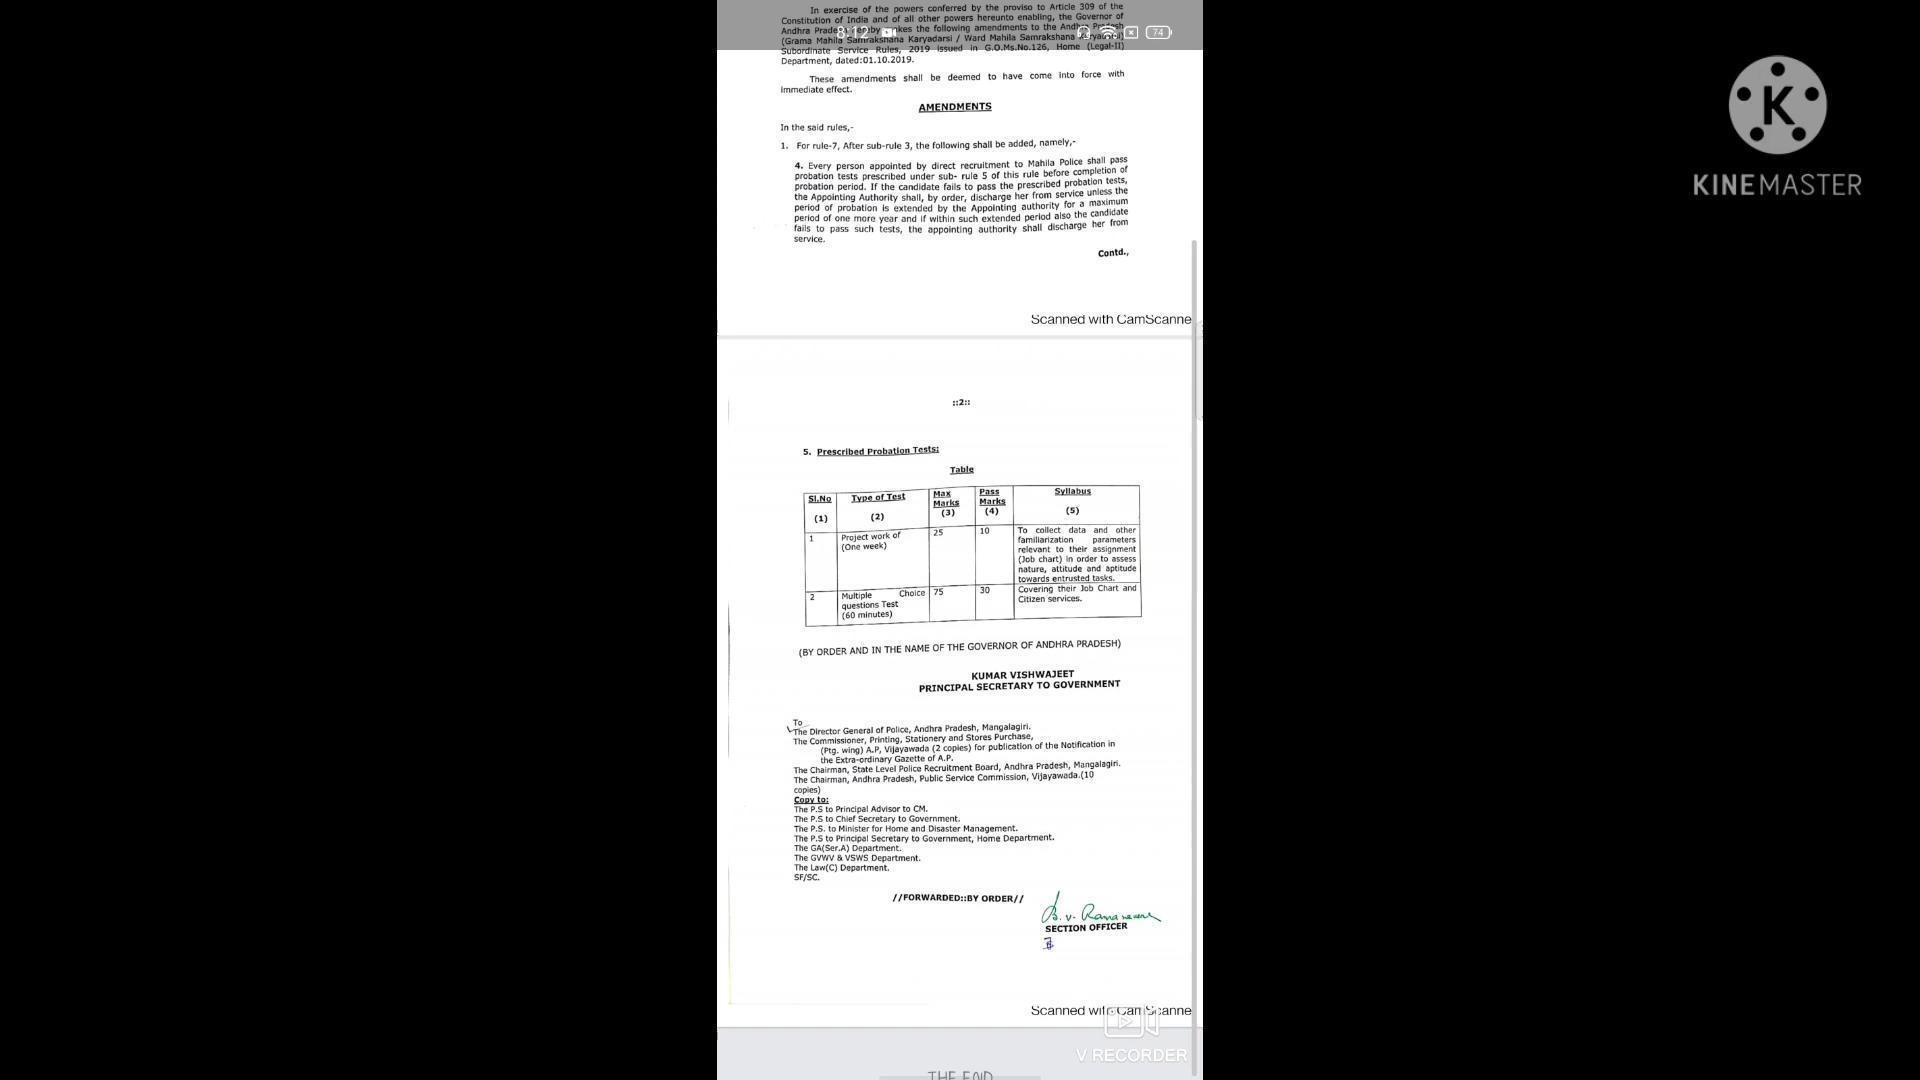 In exercise of the powers conferred by the proviso to Article 309 of the
Constitution of India and of all other powers hereunto enabling, the Governor of
Andhra makes the following amendments to the Andhra Pradesh
8:12
74
(Grama Mahila Samrakshana Karyadarsi / Ward Mahila Samrakshana Karyadarsi)
Subordinate Service Rules, 2019 issued in G.O.Ms.No.126, Home (Legal-II)
Department, dated:01.10.2019.
These amendments shall be deemed to have come into force with
immediate effect.
AMENDMENTS
In the said rules,-
1. For rule-7, After sub-rule 3, the following shall be added, namely,-
4. Every person appointed by direct recruitment to Mahila Police shall pass
probation tests prescribed under sub- rule 5 of this rule before completion of
probation period. If the candidate fails to pass the prescribed probation tests,
the Appointing Authority shall, by order, discharge her from service unless the
period of probation is extended by the Appointing authority for a maximum
period of one more year and if within such extended period also the candidate
fails to pass such tests, the appointing authority shall discharge her from
service.
Contd.,
Scanned with CamScanne
::2::
5. Prescribed Probation Tests:
Table
Sl.No Type of Test Max Marks Pass Marks Syllabus
(1) (2) (3) (4) (5)
1 Project work of (One week) 25 10 To collect data and other
familiarization parameters
relevant to their assignment
(Job chart) in order to assess
nature, attitude and aptitude
towards entrusted tasks.
2 Multiple Choice questions Test (60 minutes) 75 30 Covering their Job Chart and
Citizen services.
(BY ORDER AND IN THE NAME OF THE GOVERNOR OF ANDHRA PRADESH)
KUMAR VISHWAJEET
PRINCIPAL SECRETARY TO GOVERNMENT
To
The Director General of Police, Andhra Pradesh, Mangalagiri.
The Commissioner, Printing, Stationery and Stores Purchase,
(Ptg. wing) A.P, Vijayawada (2 copies) for publication of the Notification in
the Extra-ordinary Gazette of A.P.
The Chairman, State Level Police Recruitment Board, Andhra Pradesh, Mangalagiri.
The Chairman, Andhra Pradesh, Public Service Commission, Vijayawada.(10
copies)
Copy to:
The P.S to Principal Advisor to CM.
The P.S to Chief Secretary to Government.
The P.S. to Minister for Home and Disaster Management.
The P.S to Principal Secretary to Government, Home Department.
The GA(Ser.A) Department.
The GVWV & VSWS Department.
The Law(C) Department.
SF/SC.
//FORWARDED::BY ORDER//
B. V.
SECTION OFFICER
Scanned with CamScanne
V RECORDER
THE END
K
KINEMASTER